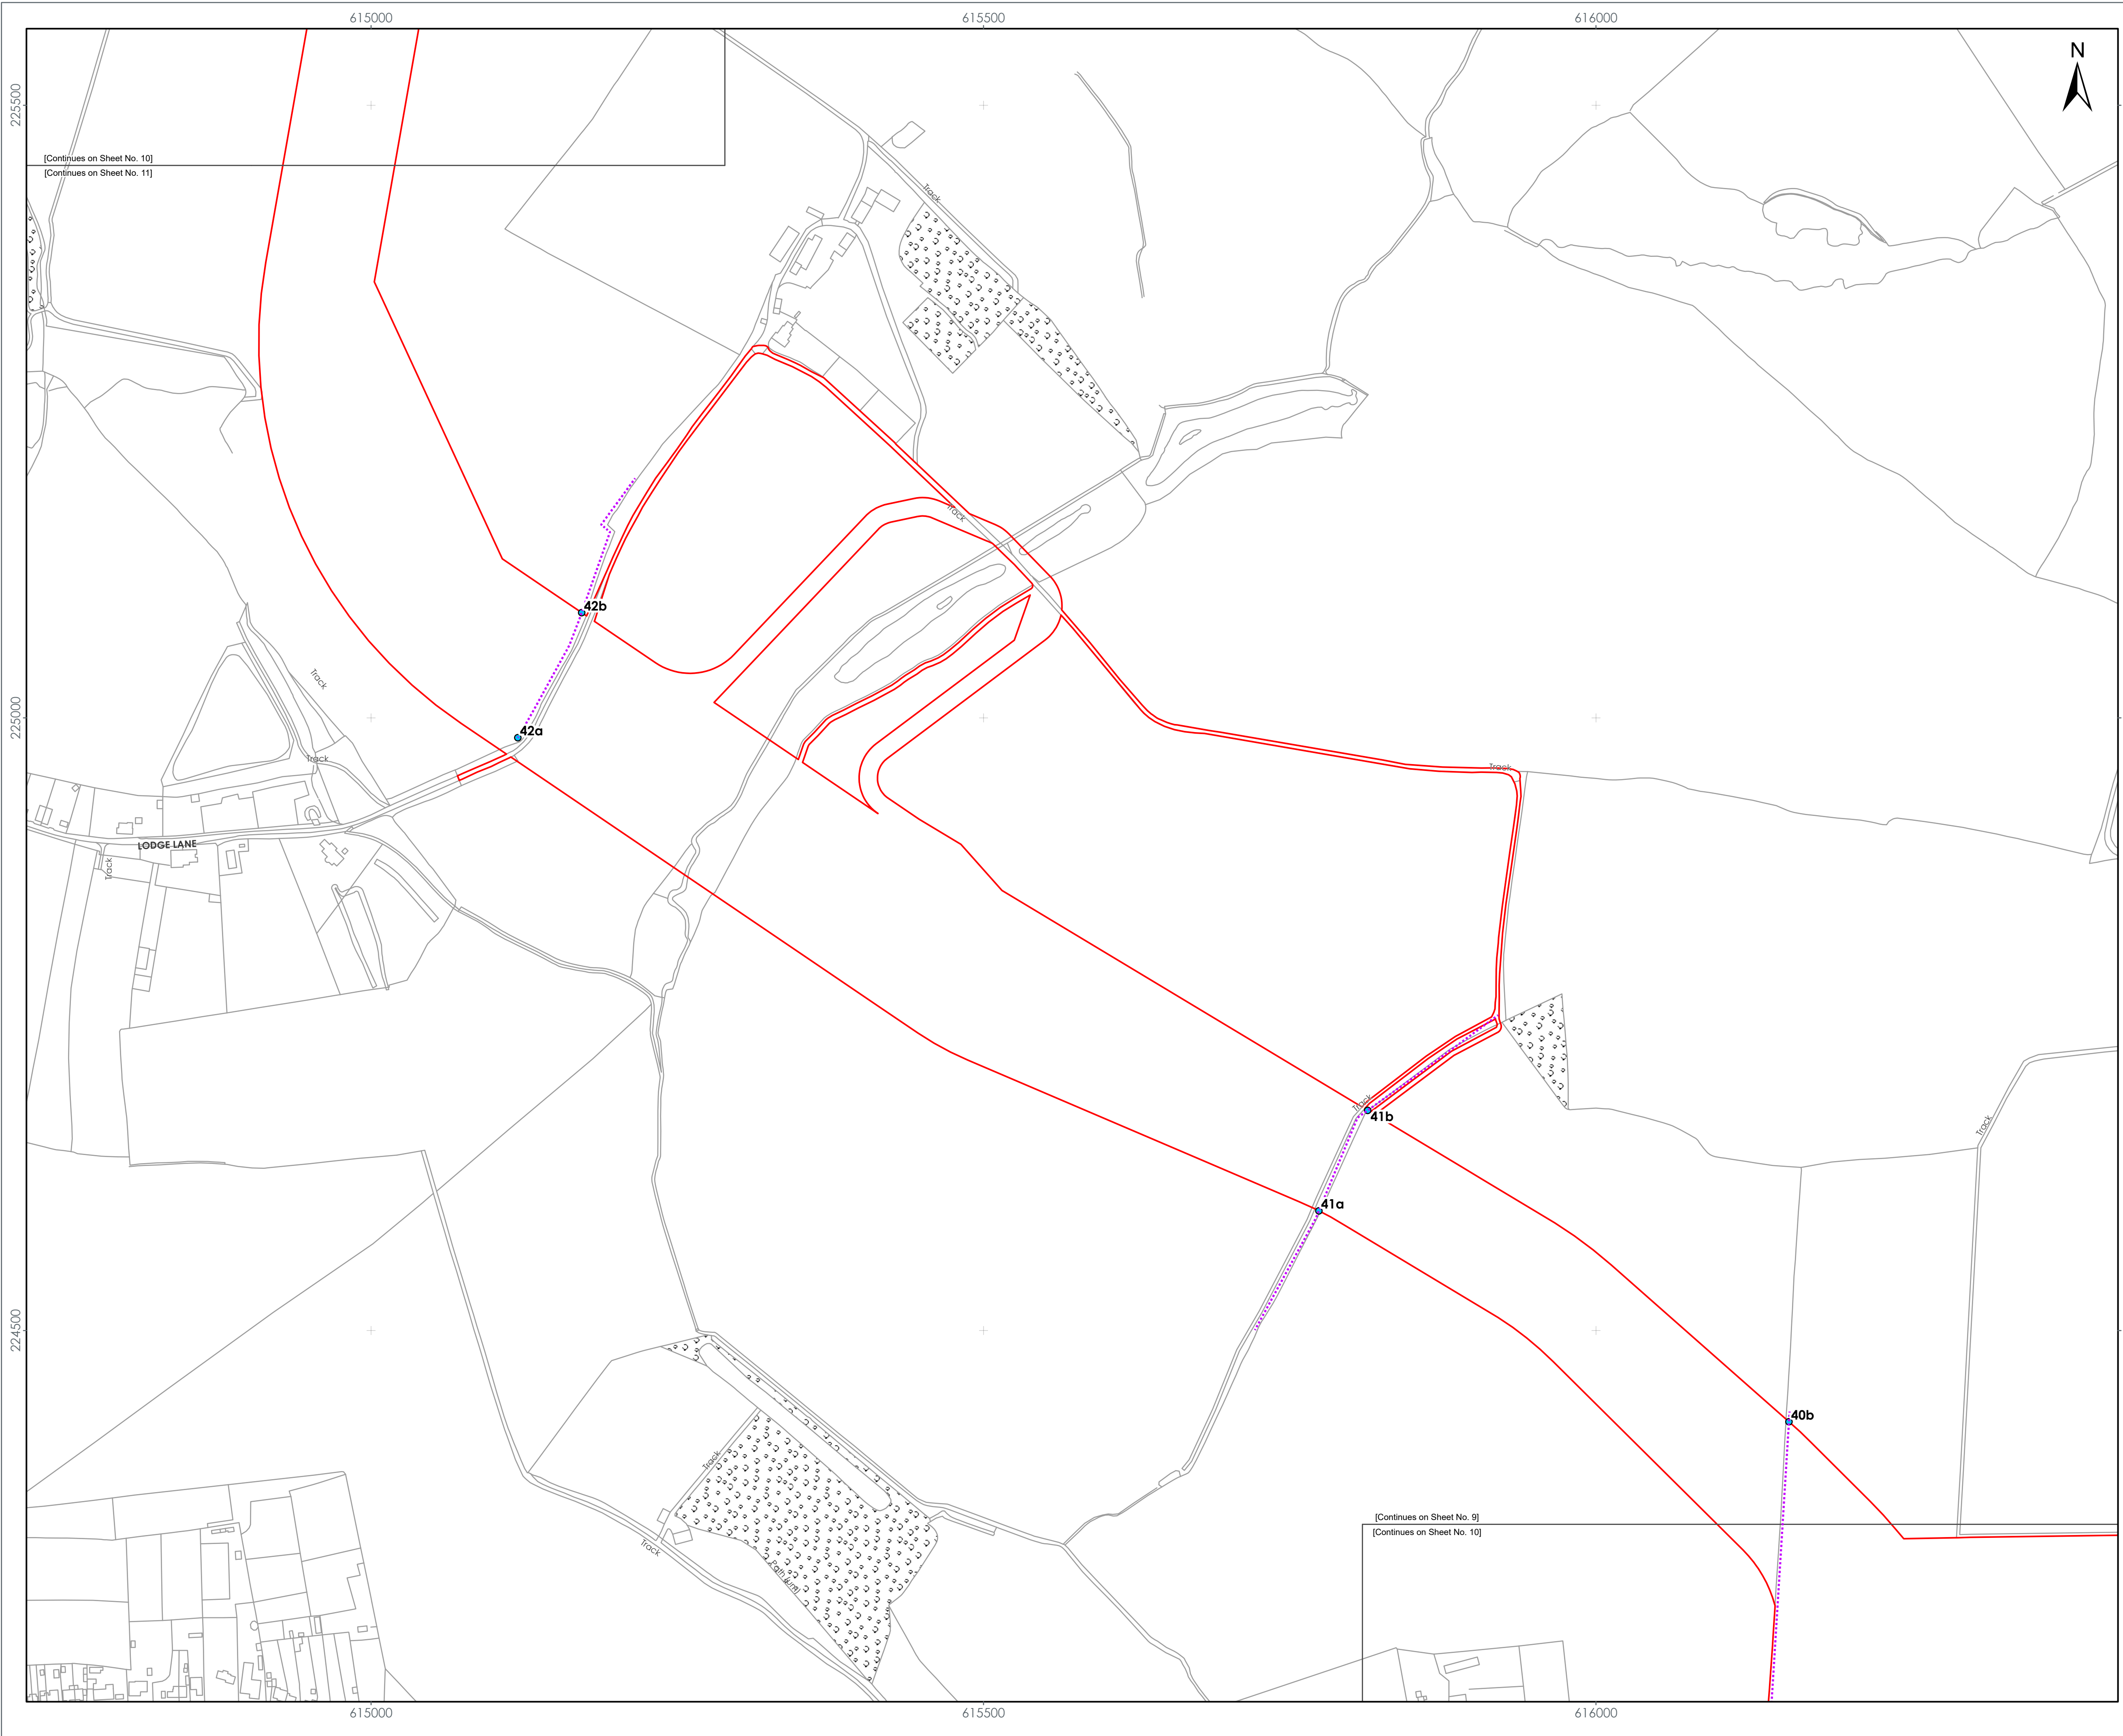 615000
615500
616000
N
225500
[Continues on Sheet No. 10]
[Continues on Sheet No. 11]
Track
Track
42b
Track
225000
42a
Track
Track
LODGE LANE
Track
Track
41b
Track
41a
224500
40b
Track
[Continues on Sheet No. 9]
[Continues on Sheet No. 10]
Track
Path (um)
615000
615500
616000